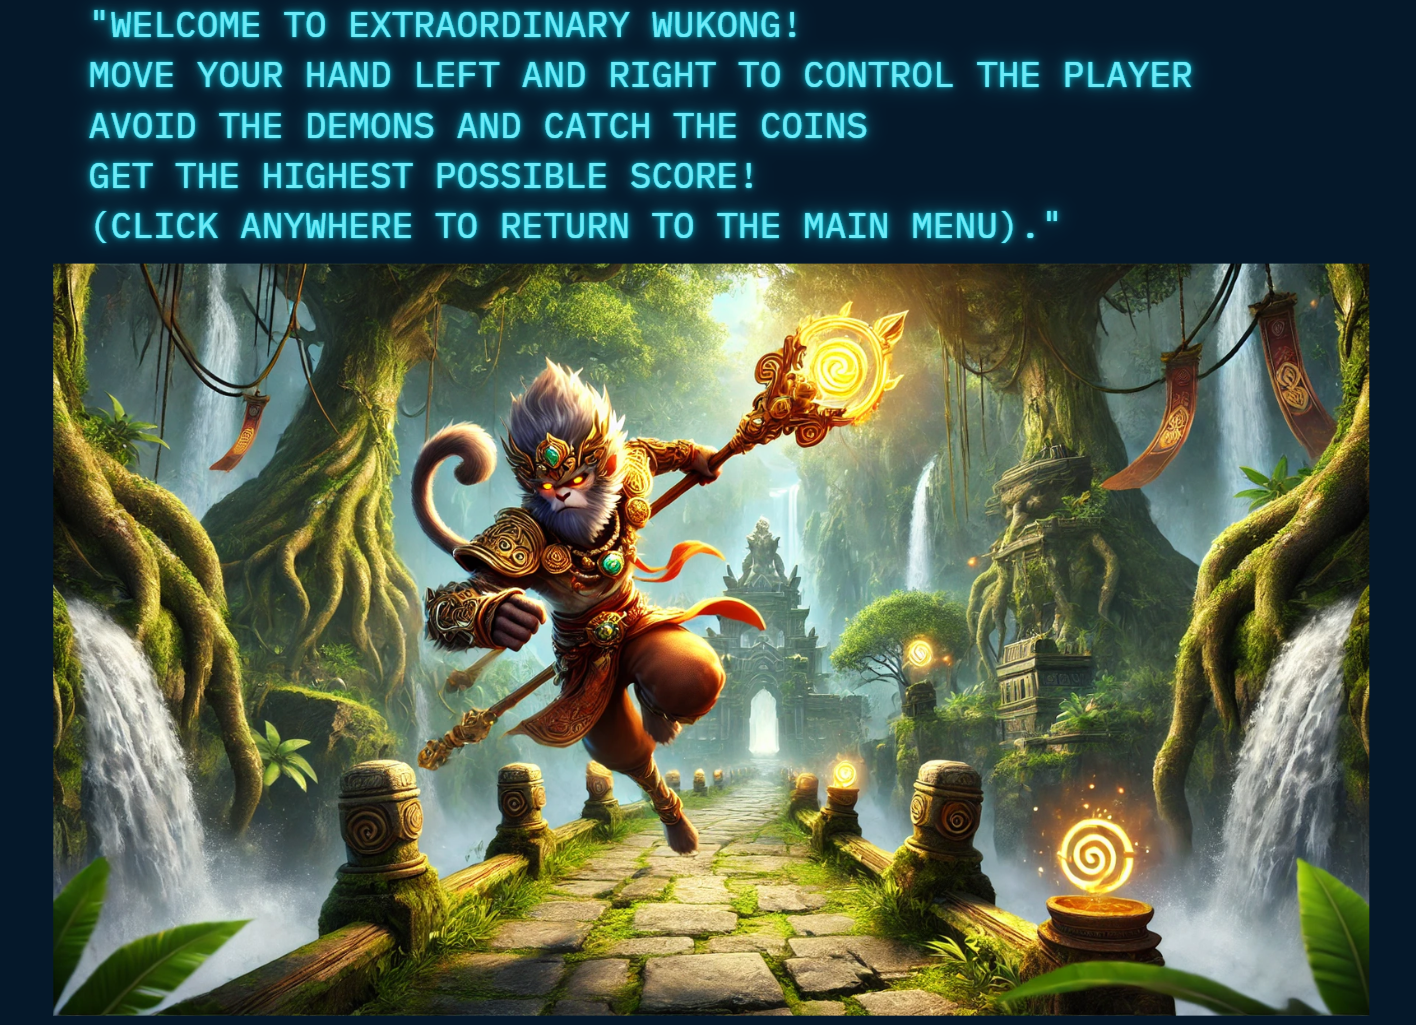 "WELCOME TO EXTRAORDINARY WUKONG!
MOVE YOUR HAND LEFT AND RIGHT TO CONTROL THE PLAYER
AVOID THE DEMONS AND CATCH THE COINS
GET THE HIGHEST POSSIBLE SCORE!
(CLICK ANYWHERE TO RETURN TO THE MAIN MENU)."